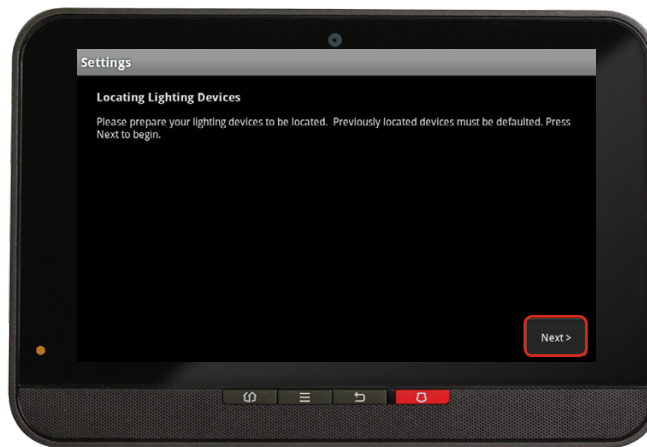 Settings
Locating Lighting Devices
Please prepare your lighting devices to be located.  Previously located devices must be defaulted. Press
Next to begin.
Next >